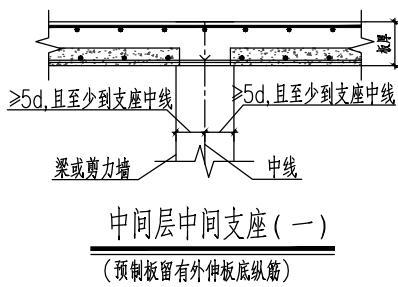 板厚
≥5d,且至少到支座中线
≥5d,且至少到支座中线
梁或剪力墙
中线
中间层中间支座(一)
(预制板留有外伸板底纵筋)